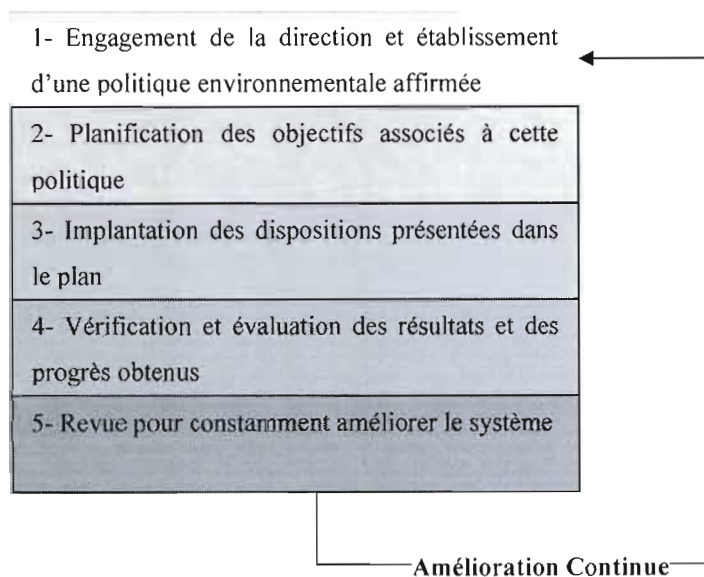 1- Engagement de la direction et établissement
d'une politique environnementale affirmée
2- Planification des objectifs associés à cette
politique
3- Implantation des dispositions présentées dans
le plan
4- Vérification et évaluation des résultats et des
progrès obtenus
5- Revue pour constamment améliorer le système
Amélioration Continue